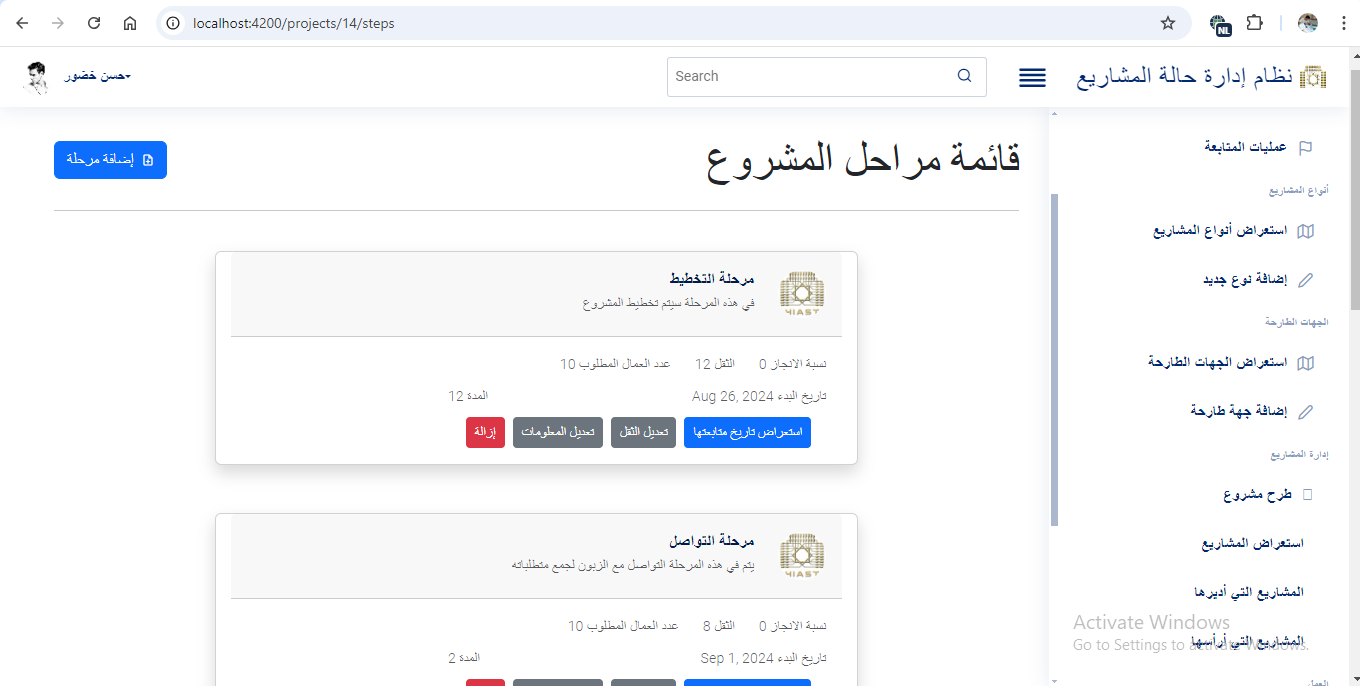 localhost:4200/projects/14/steps
NL
نظام إدارة حالة المشاريع
Search
حسن خضور
عمليات المتابعة
أنواع المشاريع
استعراض أنواع المشاريع
إضافة نوع جديد
الجهات الطارحة
استعراض الجهات الطارحة
إضافة جهة طارحة
إدارة المشاريع
طرح مشروع
استعراض المشاريع
المشاريع التي أديرها
المشاريع التي أرأسها
العمل
قائمة مراحل المشروع
إضافة مرحلة
HIAST
مرحلة التخطيط
في هذه المرحلة سيتم تخطيط المشروع
نسبة الانجاز 0 الثقل 12 عدد العمال المطلوب 10
تاريخ البدء Aug 26, 2024 المدة 12
استعراض تاريخ متابعتها تعديل الثقل تعديل المعلومات إزالة
HIAST
مرحلة التواصل
يتم في هذه المرحلة التواصل مع الزبون لجمع متطلباته
نسبة الانجاز 0 الثقل 8 عدد العمال المطلوب 10
تاريخ البدء Sep 1, 2024 المدة 2
Activate Windows
Go to Settings to activate Windows.